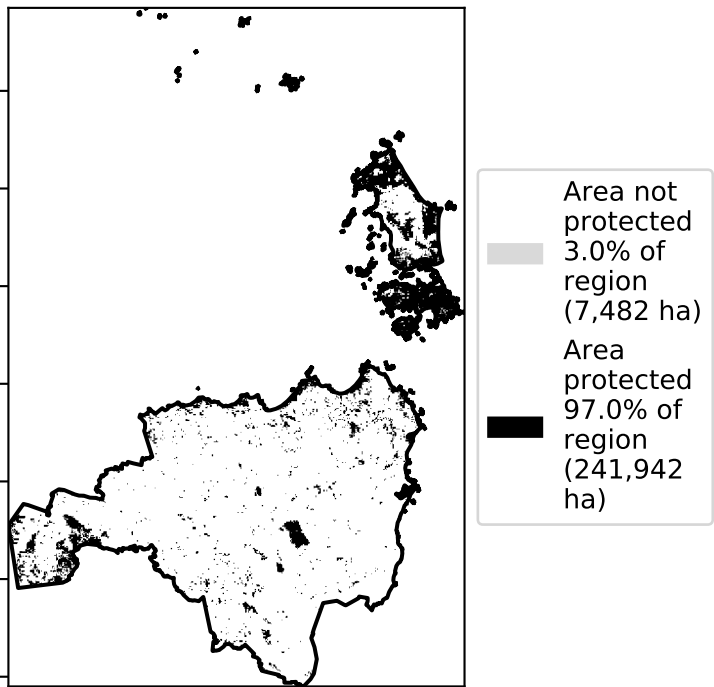 Area not
protected
3.0% of
region
(7,482 ha)
Area
protected
97.0% of
region
(241,942
ha)